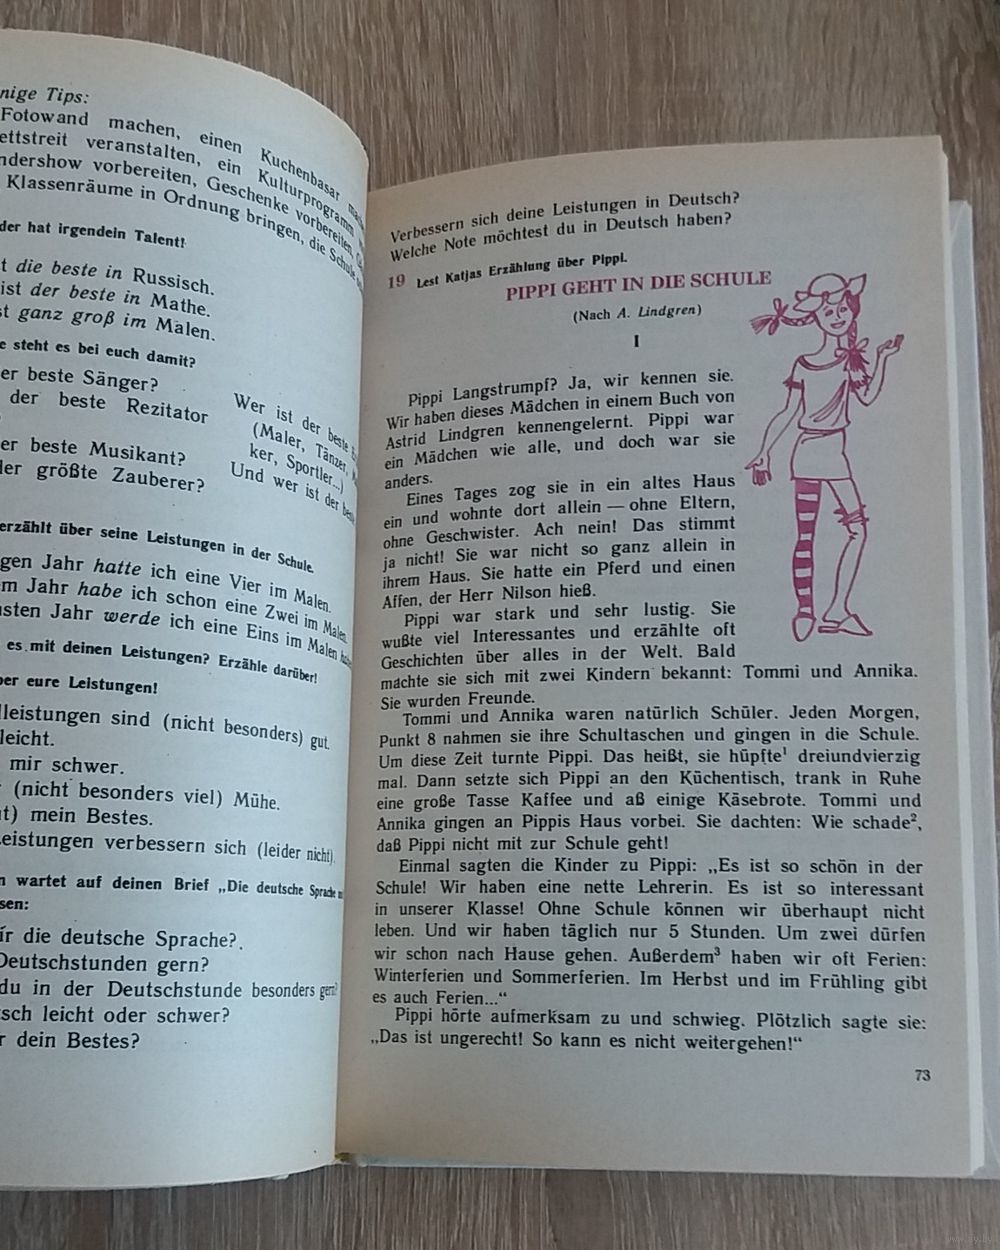 nige Tips:
Fotowand machen, einen Kuchenbasar
ettstreit veranstalten, ein Kulturprogramm
ndershow vorbereiten, Geschenke vorbereiten,
Klassenräume in Ordnung bringen, die Schule
der hat irgendein Talent!
t die beste in Russisch.
ist der beste in Mathe.
st ganz groß im Malen.
e steht es bei euch damit?
er beste Sänger?
der beste Rezitator
er beste Musikant?
der größte Zauberer?
Wer ist der beste
(Maler, Tänzer,
ker, Sportler...)
Und wer ist der beste
erzählt über seine Leistungen in der Schule.
gen Jahr hatte ich eine Vier im Malen.
m Jahr habe ich schon eine Zwei im Malen.
hsten Jahr werde ich eine Eins im Malen
es mit deinen Leistungen? Erzähle darüber!
ber eure Leistungen!
lleistungen sind (nicht besonders) gut.
leicht.
mir schwer.
(nicht besonders viel) Mühe.
t) mein Bestes.
Leistungen verbessern sich (leider nicht).
n wartet auf deinen Brief „Die deutsche Sprache
sen:
ir die deutsche Sprache?
Deutschstunden gern?
du in der Deutschstunde besonders gern?
tsch leicht oder schwer?
r dein Bestes?
Verbessern sich deine Leistungen in Deutsch?
Welche Note möchtest du in Deutsch haben?
19 Lest Katjas Erzählung über Pippi.
PIPPI GEHT IN DIE SCHULE
(Nach A. Lindgren)
I
Pippi Langstrumpf? Ja, wir kennen sie.
Wir haben dieses Mädchen in einem Buch von
Astrid Lindgren kennengelernt. Pippi war
ein Mädchen wie alle, und doch war sie
anders.
Eines Tages zog sie in ein altes Haus
ein und wohnte dort allein — ohne Eltern,
ohne Geschwister. Ach nein! Das stimmt
ja nicht! Sie war nicht so ganz allein in
ihrem Haus. Sie hatte ein Pferd und einen
Affen, der Herr Nilson hieß.
Pippi war stark und sehr lustig. Sie
wußte viel Interessantes und erzählte oft
Geschichten über alles in der Welt. Bald
machte sie sich mit zwei Kindern bekannt: Tommi und Annika.
Sie wurden Freunde.
Tommi und Annika waren natürlich Schüler. Jeden Morgen,
Punkt 8 nahmen sie ihre Schultaschen und gingen in die Schule.
Um diese Zeit turnte Pippi. Das heißt, sie hüpfte¹ dreiundvierzig
mal. Dann setzte sich Pippi an den Küchentisch, trank in Ruhe
eine große Tasse Kaffee und aß einige Käsebrote. Tommi und
Annika gingen an Pippis Haus vorbei. Sie dachten: Wie schade²,
daß Pippi nicht mit zur Schule geht!
Einmal sagten die Kinder zu Pippi: „Es ist so schön in der
Schule! Wir haben eine nette Lehrerin. Es ist so interessant
in unserer Klasse! Ohne Schule können wir überhaupt nicht
leben. Und wir haben täglich nur 5 Stunden. Um zwei dürfen
wir schon nach Hause gehen. Außerdem³ haben wir oft Ferien:
Winterferien und Sommerferien. Im Herbst und im Frühling gibt
es auch Ferien...“
Pippi hörte aufmerksam zu und schwieg. Plötzlich sagte sie:
„Das ist ungerecht! So kann es nicht weitergehen!“
73